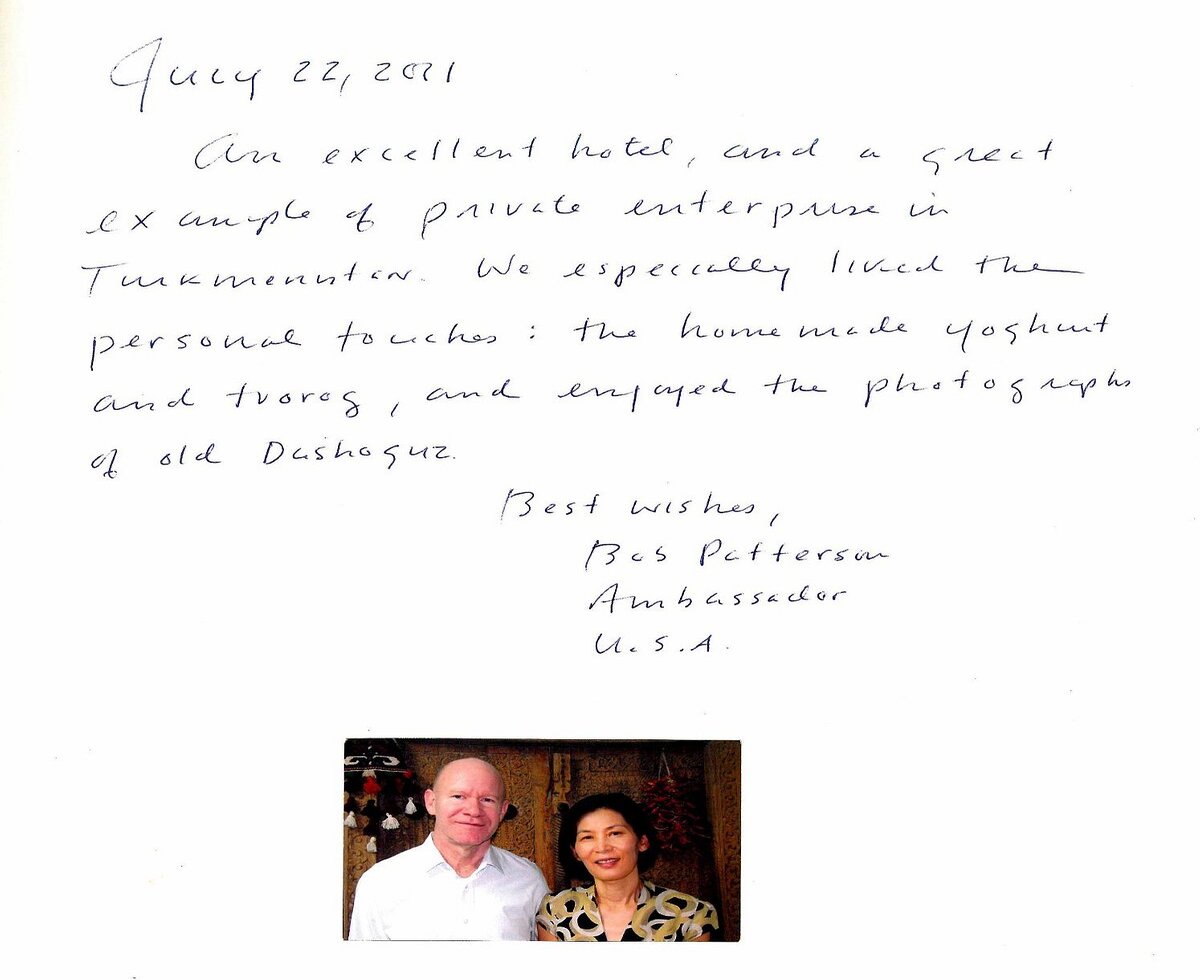 July 22, 2021
An excellent hotel, and a great
example of private enterprise in
Turkmenistan. We especially liked the
personal touches: the homemade yoghurt
and tvorog, and enjoyed the photographs
of old Dashoguz.
Best wishes,
Bob Patterson
Ambassador
U.S.A.